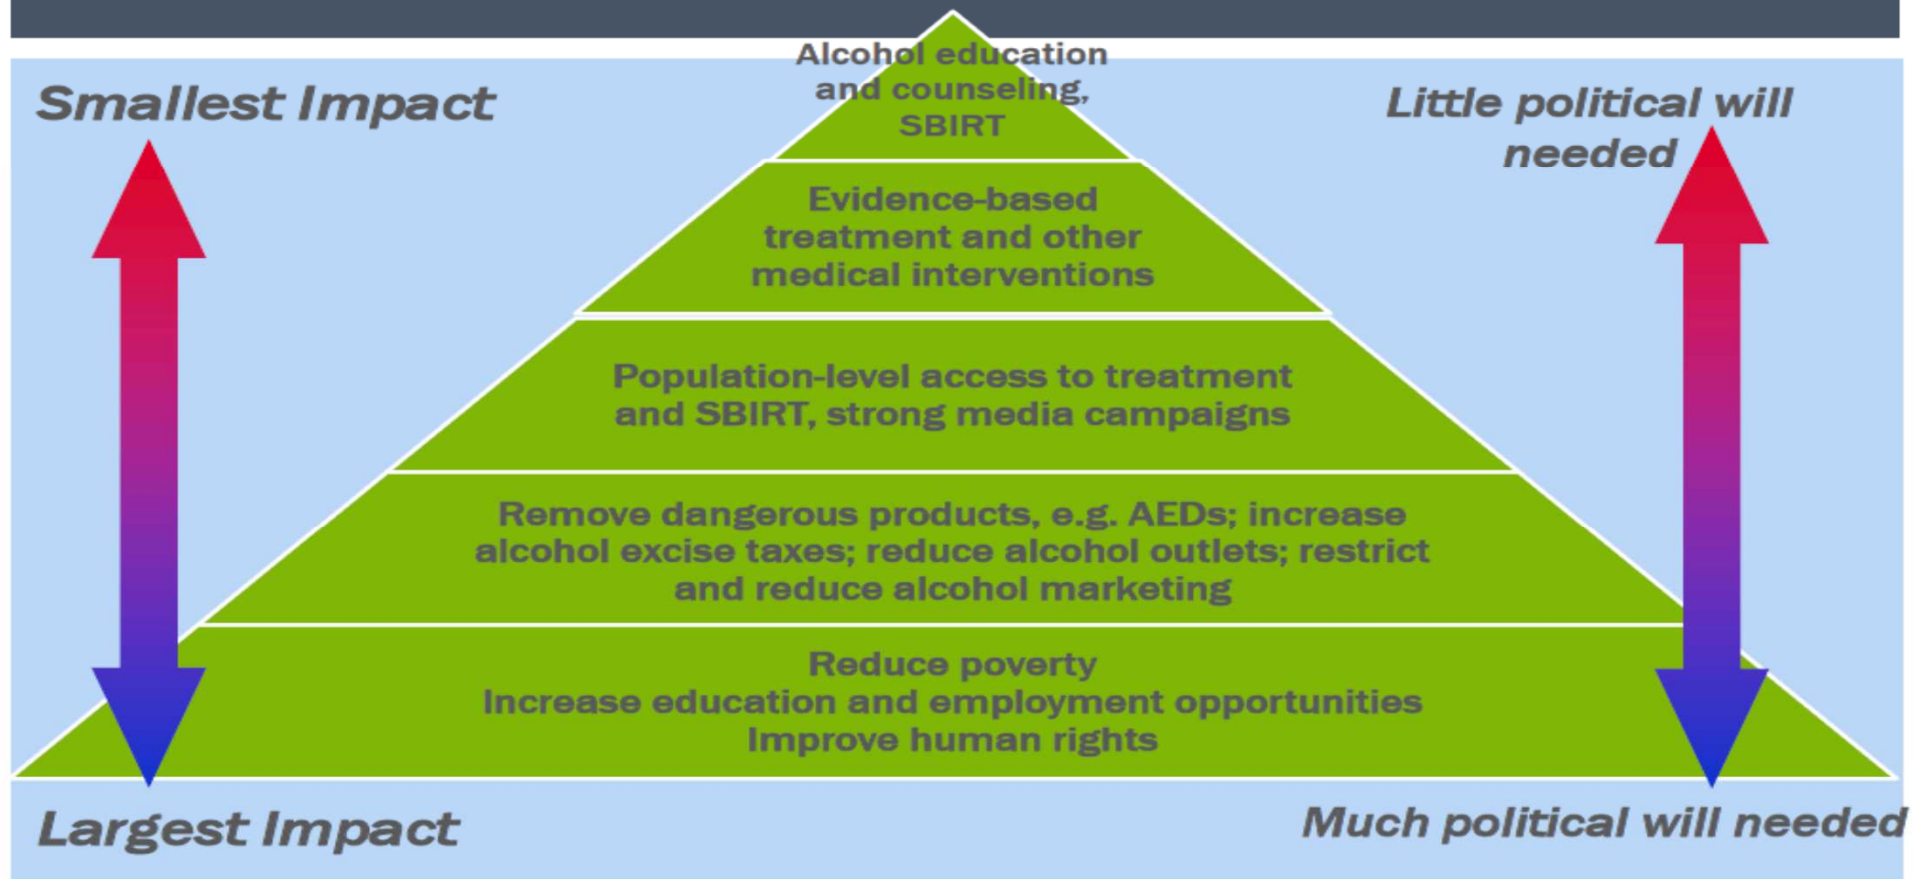 Alcohol education
and counseling,
SBIRT
Smallest Impact
Little political will
needed
Evidence-based
treatment and other
medical interventions
Population-level access to treatment
and SBIRT, strong media campaigns
Remove dangerous products, e.g. AEDs; increase
alcohol excise taxes; reduce alcohol outlets; restrict
and reduce alcohol marketing
Reduce poverty
Increase education and employment opportunities
Improve human rights
Largest Impact
Much political will needed